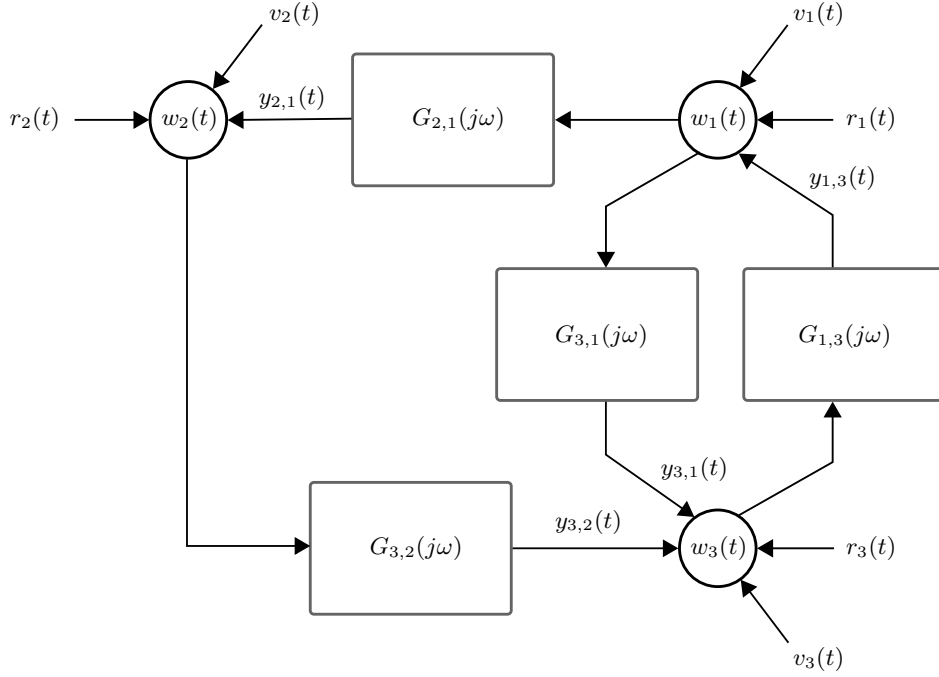 v₂(t)
v₁(t)
r₂(t)
w₂(t)
y₂,₁(t)
G₂,₁(jω)
w₁(t)
r₁(t)
y₁,₃(t)
G₃,₁(jω)
G₁,₃(jω)
y₃,₁(t)
y₃,₂(t)
G₃,₂(jω)
w₃(t)
r₃(t)
v₃(t)